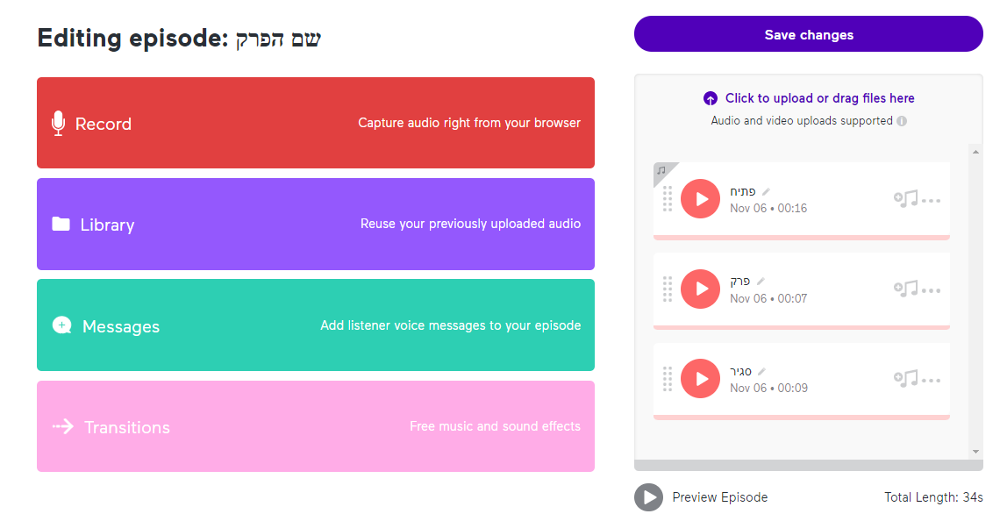 Editing episode: שם הפרק
Save changes
Record
Capture audio right from your browser
Library
Reuse your previously uploaded audio
Messages
Add listener voice messages to your episode
Transitions
Free music and sound effects
Click to upload or drag files here
Audio and video uploads supported
פתיח
Nov 06 • 00:16
פרק
Nov 06 • 00:07
סגיר
Nov 06 • 00:09
Preview Episode
Total Length: 34s